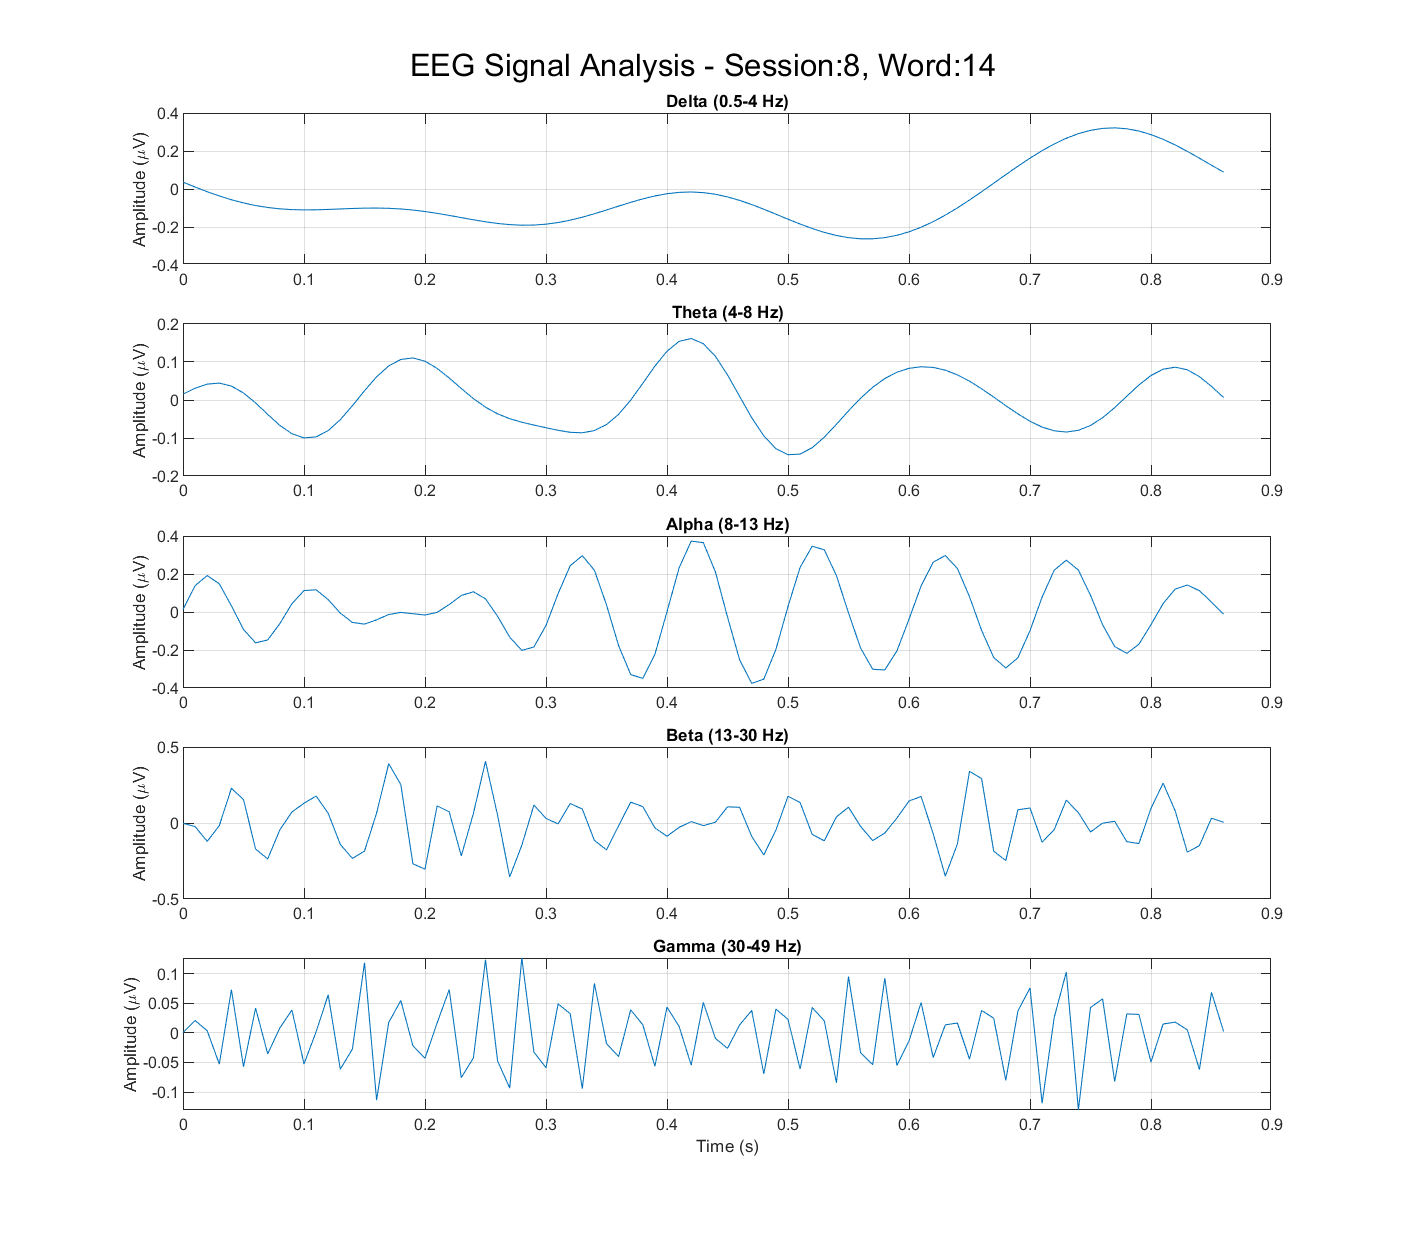 EEG Signal Analysis - Session:8, Word:14
Delta (0.5-4 Hz)
Amplitude (μV)
0.4
0.2
0
-0.2
-0.4
0 0.1 0.2 0.3 0.4 0.5 0.6 0.7 0.8 0.9
Theta (4-8 Hz)
Amplitude (μV)
0.2
0.1
0
-0.1
-0.2
0 0.1 0.2 0.3 0.4 0.5 0.6 0.7 0.8 0.9
Alpha (8-13 Hz)
Amplitude (μV)
0.4
0.2
0
-0.2
-0.4
0 0.1 0.2 0.3 0.4 0.5 0.6 0.7 0.8 0.9
Beta (13-30 Hz)
Amplitude (μV)
0.5
0
-0.5
0 0.1 0.2 0.3 0.4 0.5 0.6 0.7 0.8 0.9
Gamma (30-49 Hz)
Amplitude (μV)
0.1
0.05
0
-0.05
-0.1
0 0.1 0.2 0.3 0.4 0.5 0.6 0.7 0.8 0.9
Time (s)